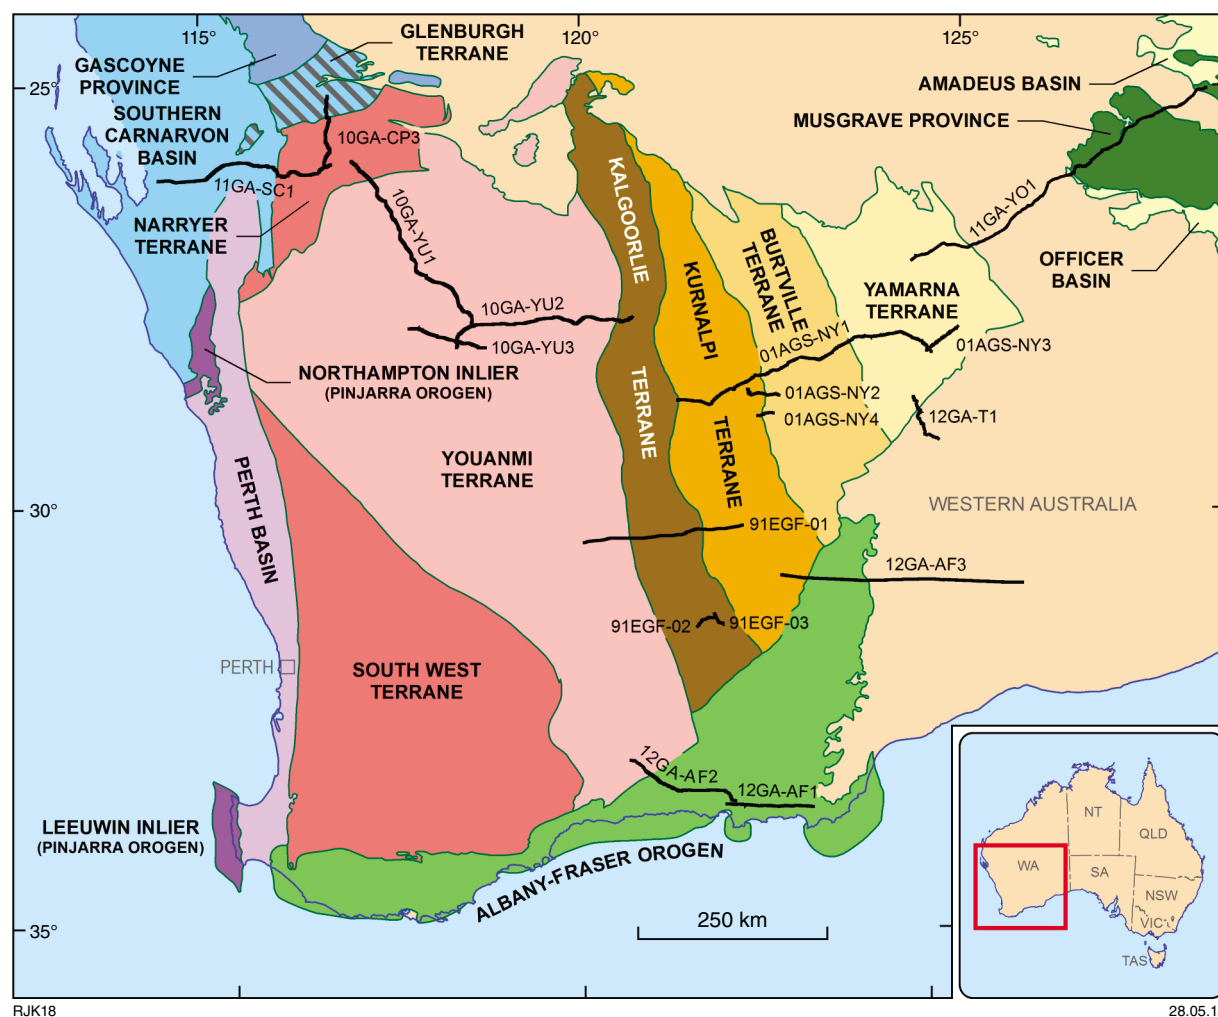 115°
120°
125°
25°
30°
35°
GLENBURGH
TERRANE
GASCOYNE
PROVINCE
SOUTHERN
CARNARVON
BASIN
10GA-CP3
11GA-SC1
NARRYER
TERRANE
10GA-YU1
10GA-YU2
10GA-YU3
NORTHAMPTON INLIER
(PINJARRA OROGEN)
YOUANMI
TERRANE
KALGOORLIE
TERRANE
KURNALPI
TERRANE
BURTVILLE
TERRANE
YAMARNA
TERRANE
AMADEUS BASIN
MUSGRAVE PROVINCE
11GA-YO1
OFFICER
BASIN
01AGS-NY1
01AGS-NY3
01AGS-NY2
01AGS-NY4
12GA-T1
WESTERN AUSTRALIA
PERTH BASIN
91EGF-01
12GA-AF3
91EGF-02
91EGF-03
PERTH
SOUTH WEST
TERRANE
12GA-AF2
12GA-AF1
LEEUWIN INLIER
(PINJARRA OROGEN)
ALBANY-FRASER OROGEN
250 km
NT
QLD
WA
SA
NSW
VIC
TAS
RJK18
28.05.1